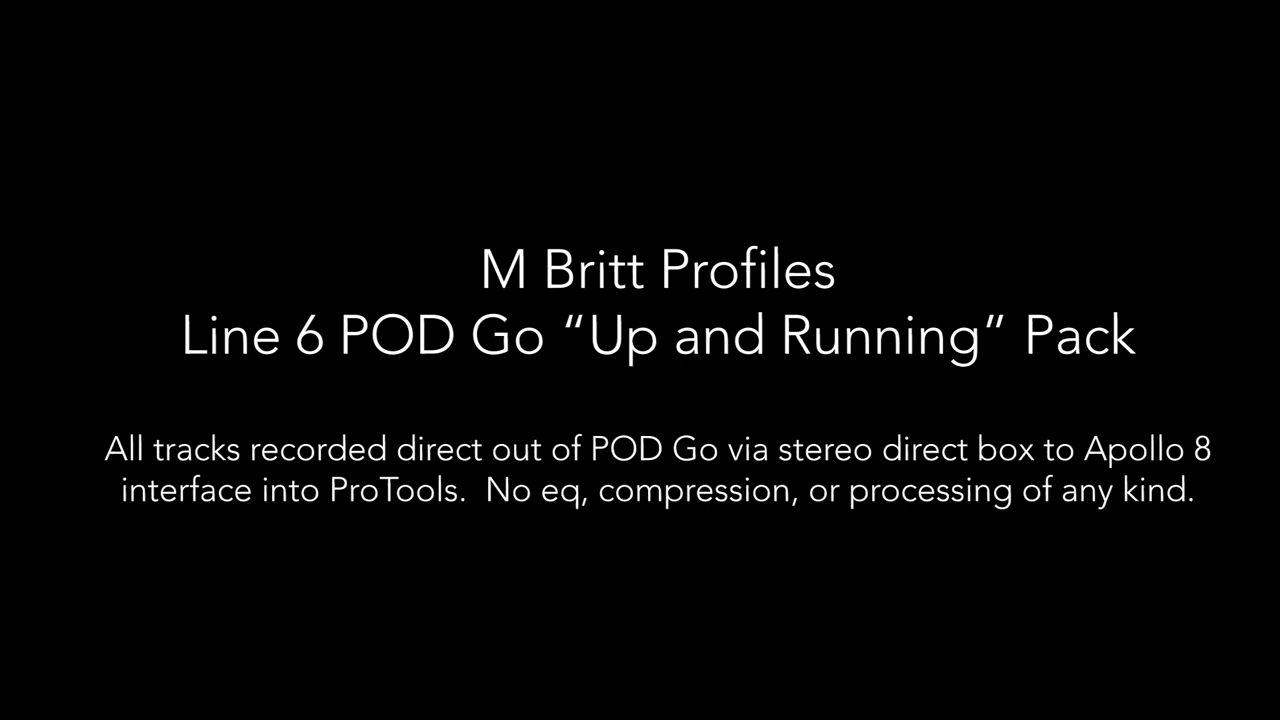 M Britt Profiles
Line 6 POD Go “Up and Running” Pack
All tracks recorded direct out of POD Go via stereo direct box to Apollo 8
interface into ProTools.  No eq, compression, or processing of any kind.